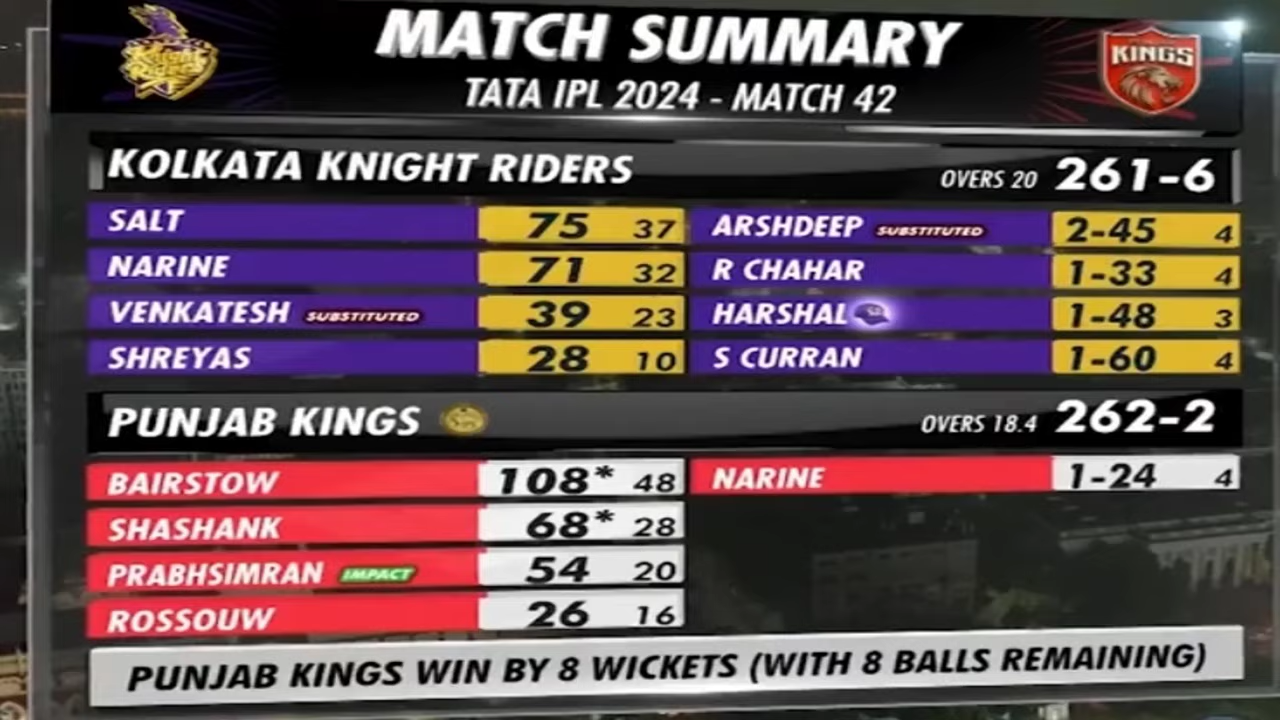 MATCH SUMMARY
TATA IPL 2024 - MATCH 42
KINGS
KOLKATA KNIGHT RIDERS OVERS 20 261-6
SALT 75 37 ARSHDEEP SUBSTITUTED 2-45 4
NARINE 71 32 R CHAHAR 1-33 4
VENKATESH SUBSTITUTED 39 23 HARSHAL 1-48 3
SHREYAS 28 10 S CURRAN 1-60 4
PUNJAB KINGS OVERS 18.4 262-2
BAIRSTOW 108* 48 NARINE 1-24 4
SHASHANK 68* 28
PRABHSIMRAN IMPACT 54 20
ROSSOUW 26 16
PUNJAB KINGS WIN BY 8 WICKETS (WITH 8 BALLS REMAINING)